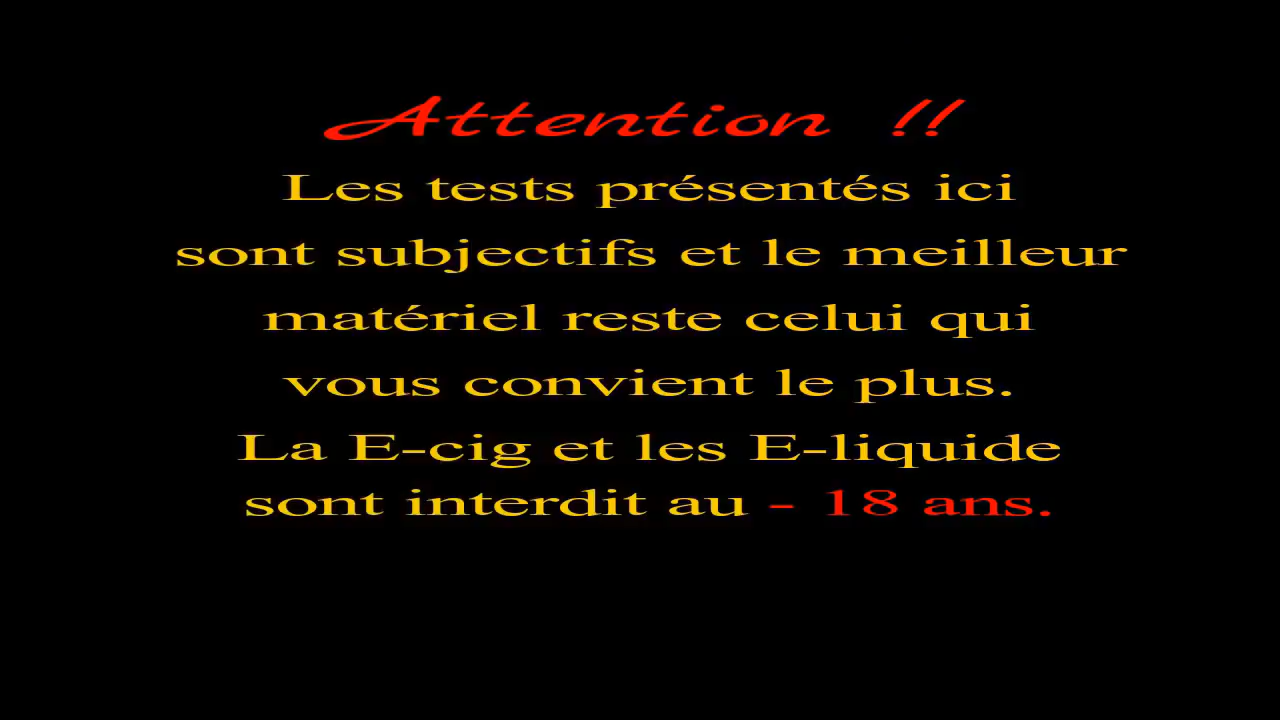 Attention !!
Les tests présentés ici
sont subjectifs et le meilleur
matériel reste celui qui
vous convient le plus.
La E-cig et les E-liquide
sont interdit au - 18 ans.